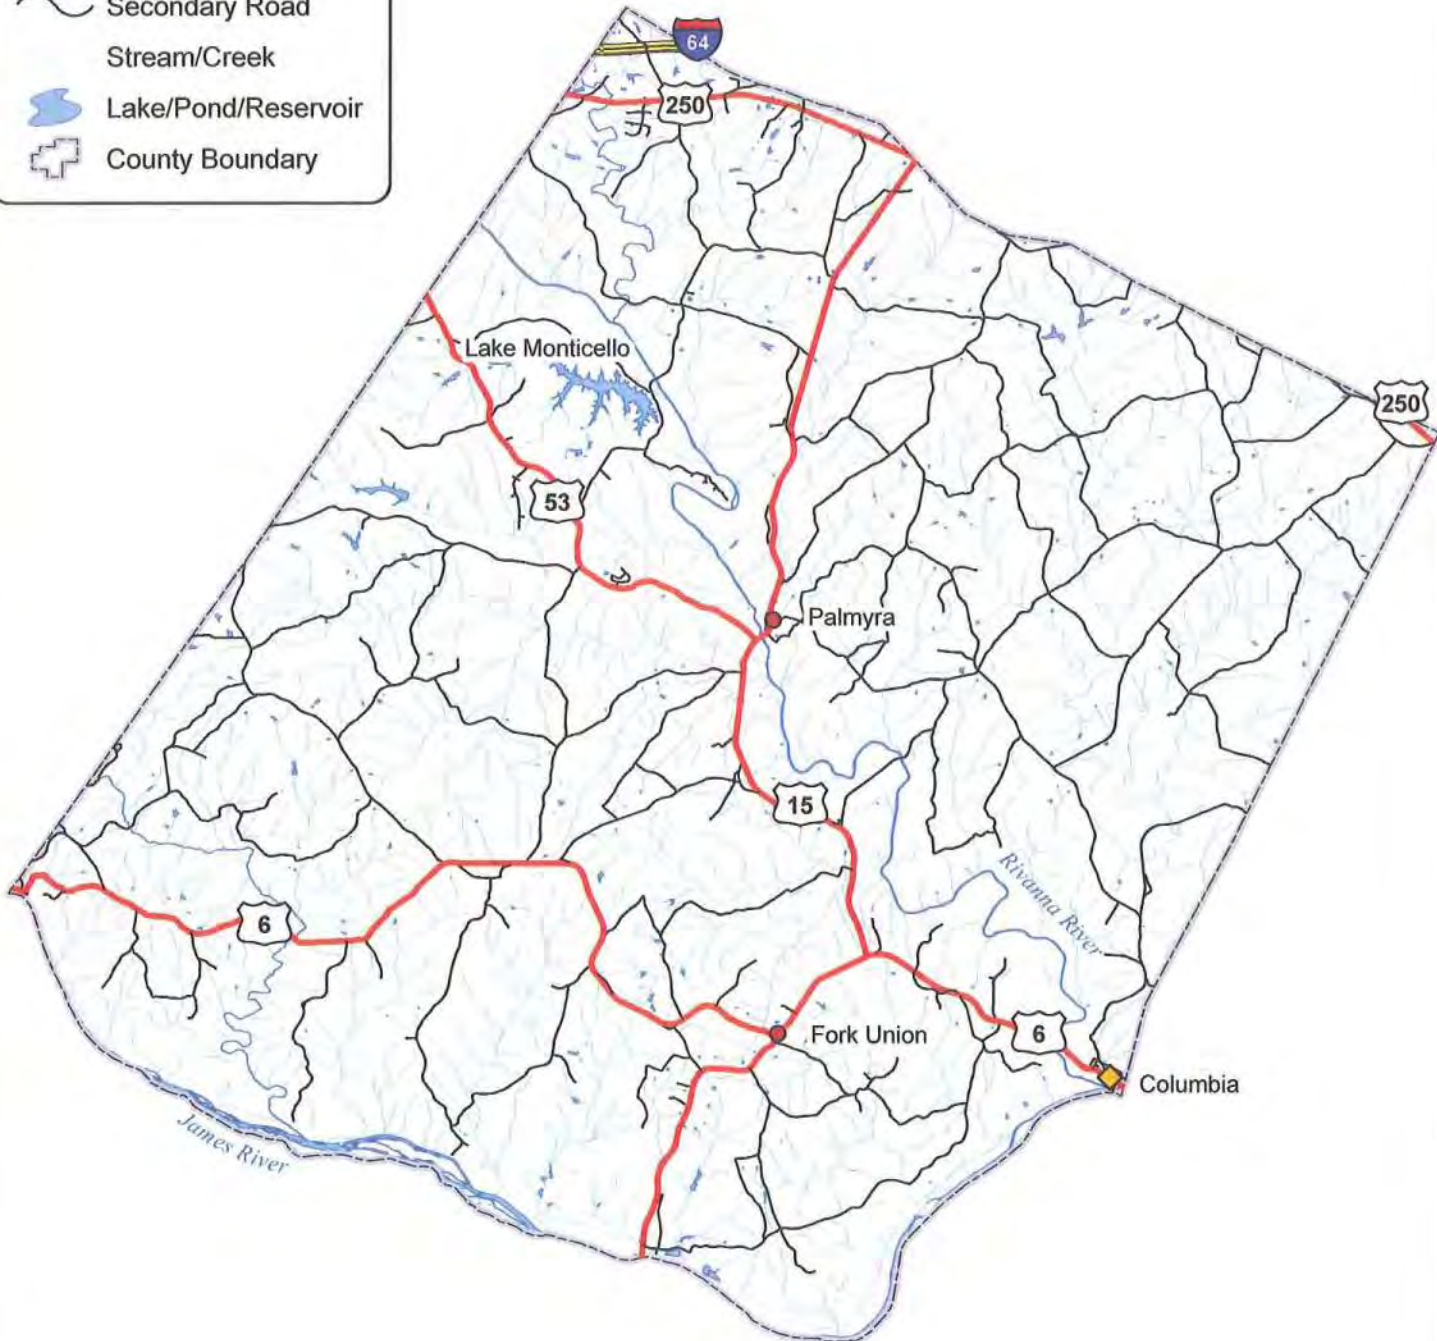 Secondary Road
Stream/Creek
Lake/Pond/Reservoir
County Boundary
64
250
Lake Monticello
250
53
Palmyra
15
Rivanna River
6
Fork Union
6
Columbia
James River